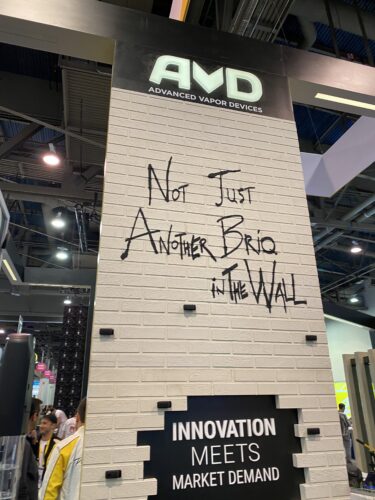 AVD
ADVANCED VAPOR DEVICES
NOT JUST
ANOTHER BRIQ
iN THE WALL
INNOVATION
MEETS
MARKET DEMAND